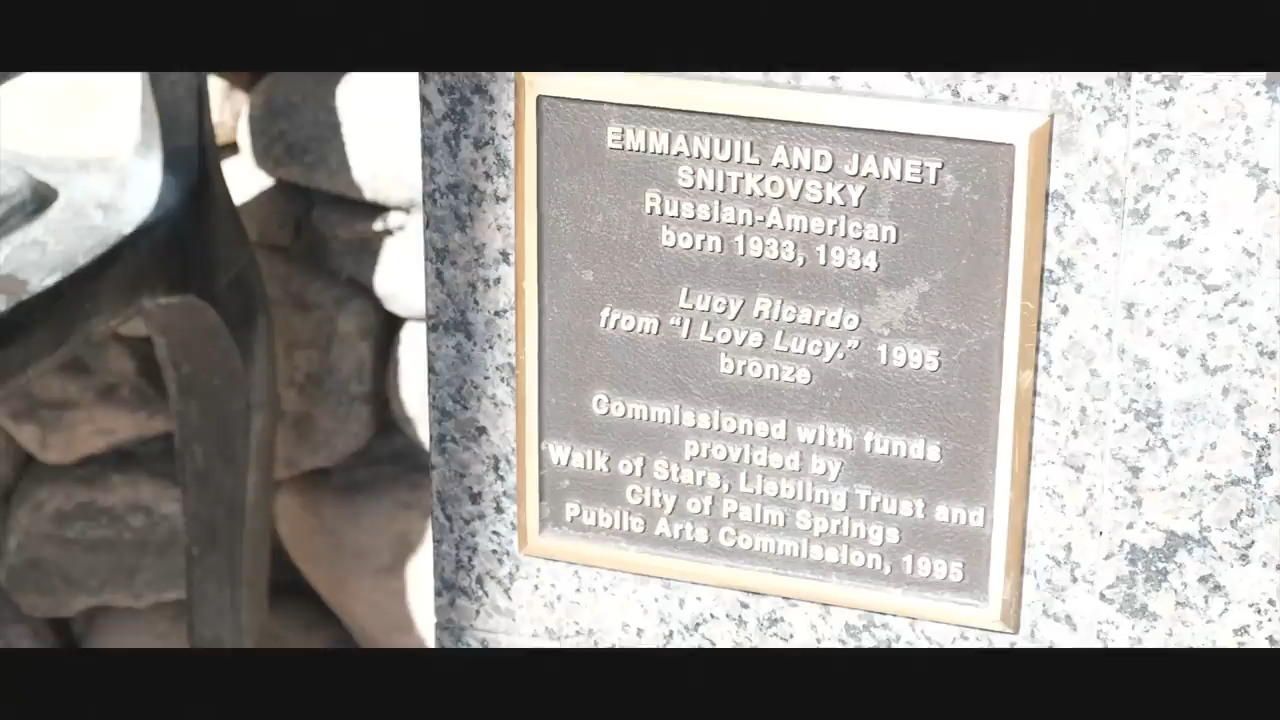 EMMANUIL AND JANET
SNITKOVSKY
Russian-American
born 1933, 1934
Lucy Ricardo
from “I Love Lucy.” 1995
bronze
Commissioned with funds
provided by
Walk of Stars, Liebling Trust and
City of Palm Springs
Public Arts Commission, 1995